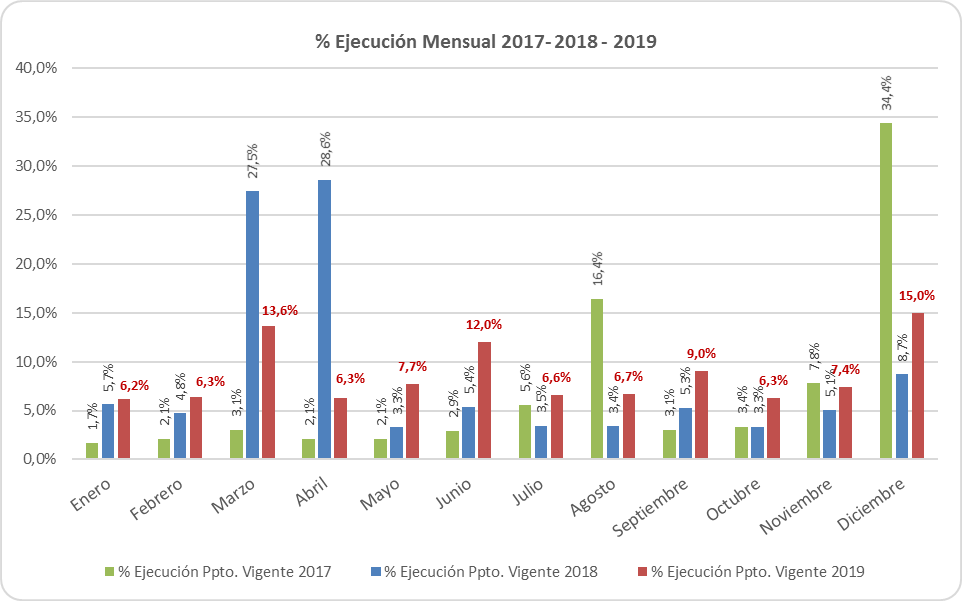 % Ejecución Mensual 2017- 2018 - 2019
40,0%
35,0%
30,0%
25,0%
20,0%
15,0%
10,0%
5,0%
0,0%
1,7% 5,7% 6,2%
2,1% 4,8% 6,3%
3,1% 27,5% 13,6%
2,1% 28,6% 6,3%
2,1% 3,3% 7,7%
2,9% 5,4% 12,0%
5,6% 3,5% 6,6%
16,4% 3,4% 6,7%
3,1% 5,3% 9,0%
3,4% 3,3% 6,3%
7,8% 5,1% 7,4%
34,4% 8,7% 15,0%
Enero Febrero Marzo Abril Mayo Junio Julio Agosto Septiembre Octubre Noviembre Diciembre
% Ejecución Ppto. Vigente 2017 % Ejecución Ppto. Vigente 2018 % Ejecución Ppto. Vigente 2019